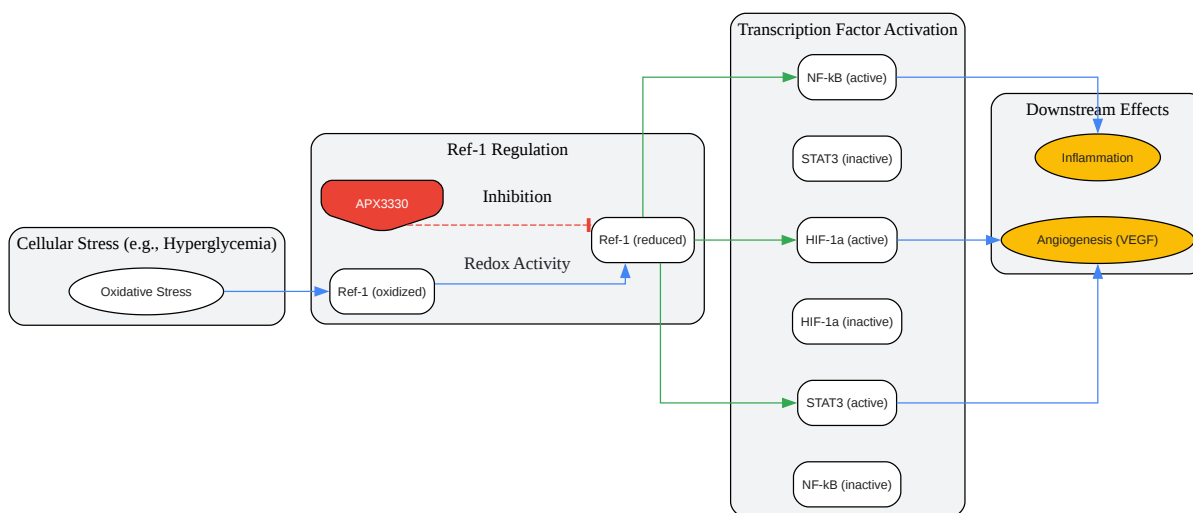 Cellular Stress (e.g., Hyperglycemia)
Oxidative Stress
Ref-1 Regulation
APX3330
Inhibition
Ref-1 (reduced)
Redox Activity
Ref-1 (oxidized)
Transcription Factor Activation
NF-kB (active)
STAT3 (inactive)
HIF-1a (active)
HIF-1a (inactive)
STAT3 (active)
NF-kB (inactive)
Downstream Effects
Inflammation
Angiogenesis (VEGF)